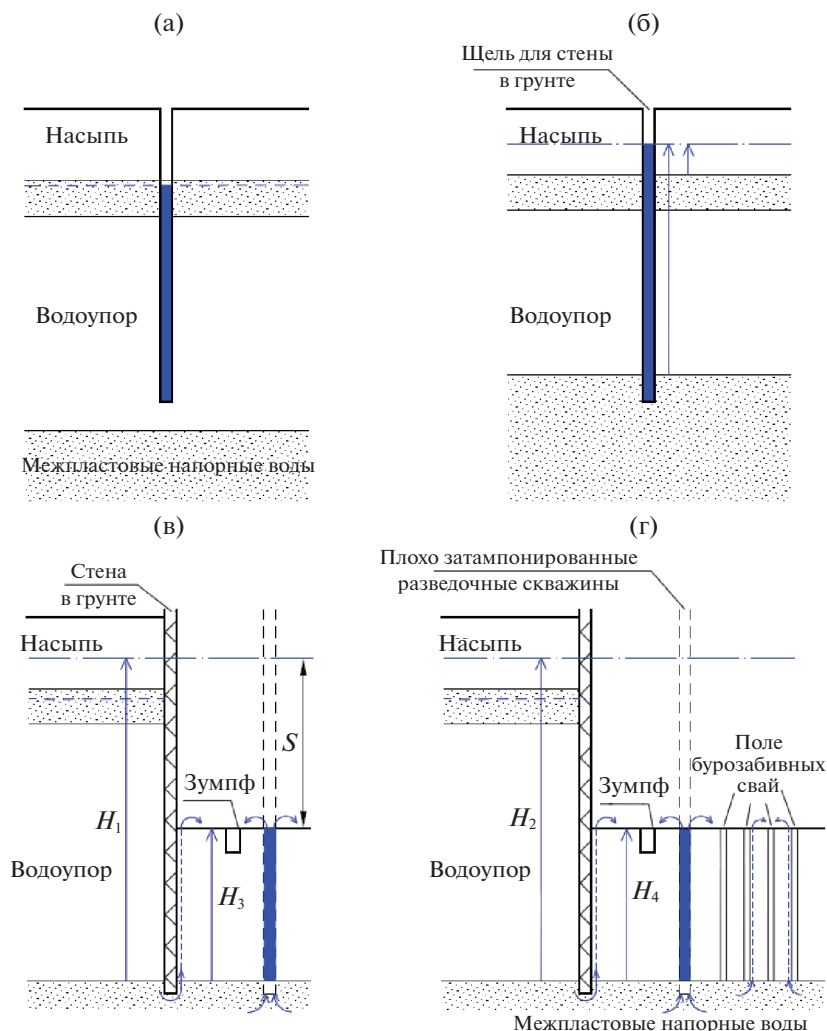 (а)
(б)
Щель для стены
в грунте
Насыпь
Насыпь
Водоупор
Водоупор
Межпластовые напорные воды
(в)
(г)
Стена
в грунте
Плохо затампонированные
разведочные скважины
Насыпь
Насыпь
S
Поле
бурозабивных
свай
Зумпф
Зумпф
H1
H2
Водоупор
Водоупор
H3
H4
Межпластовые напорные воды